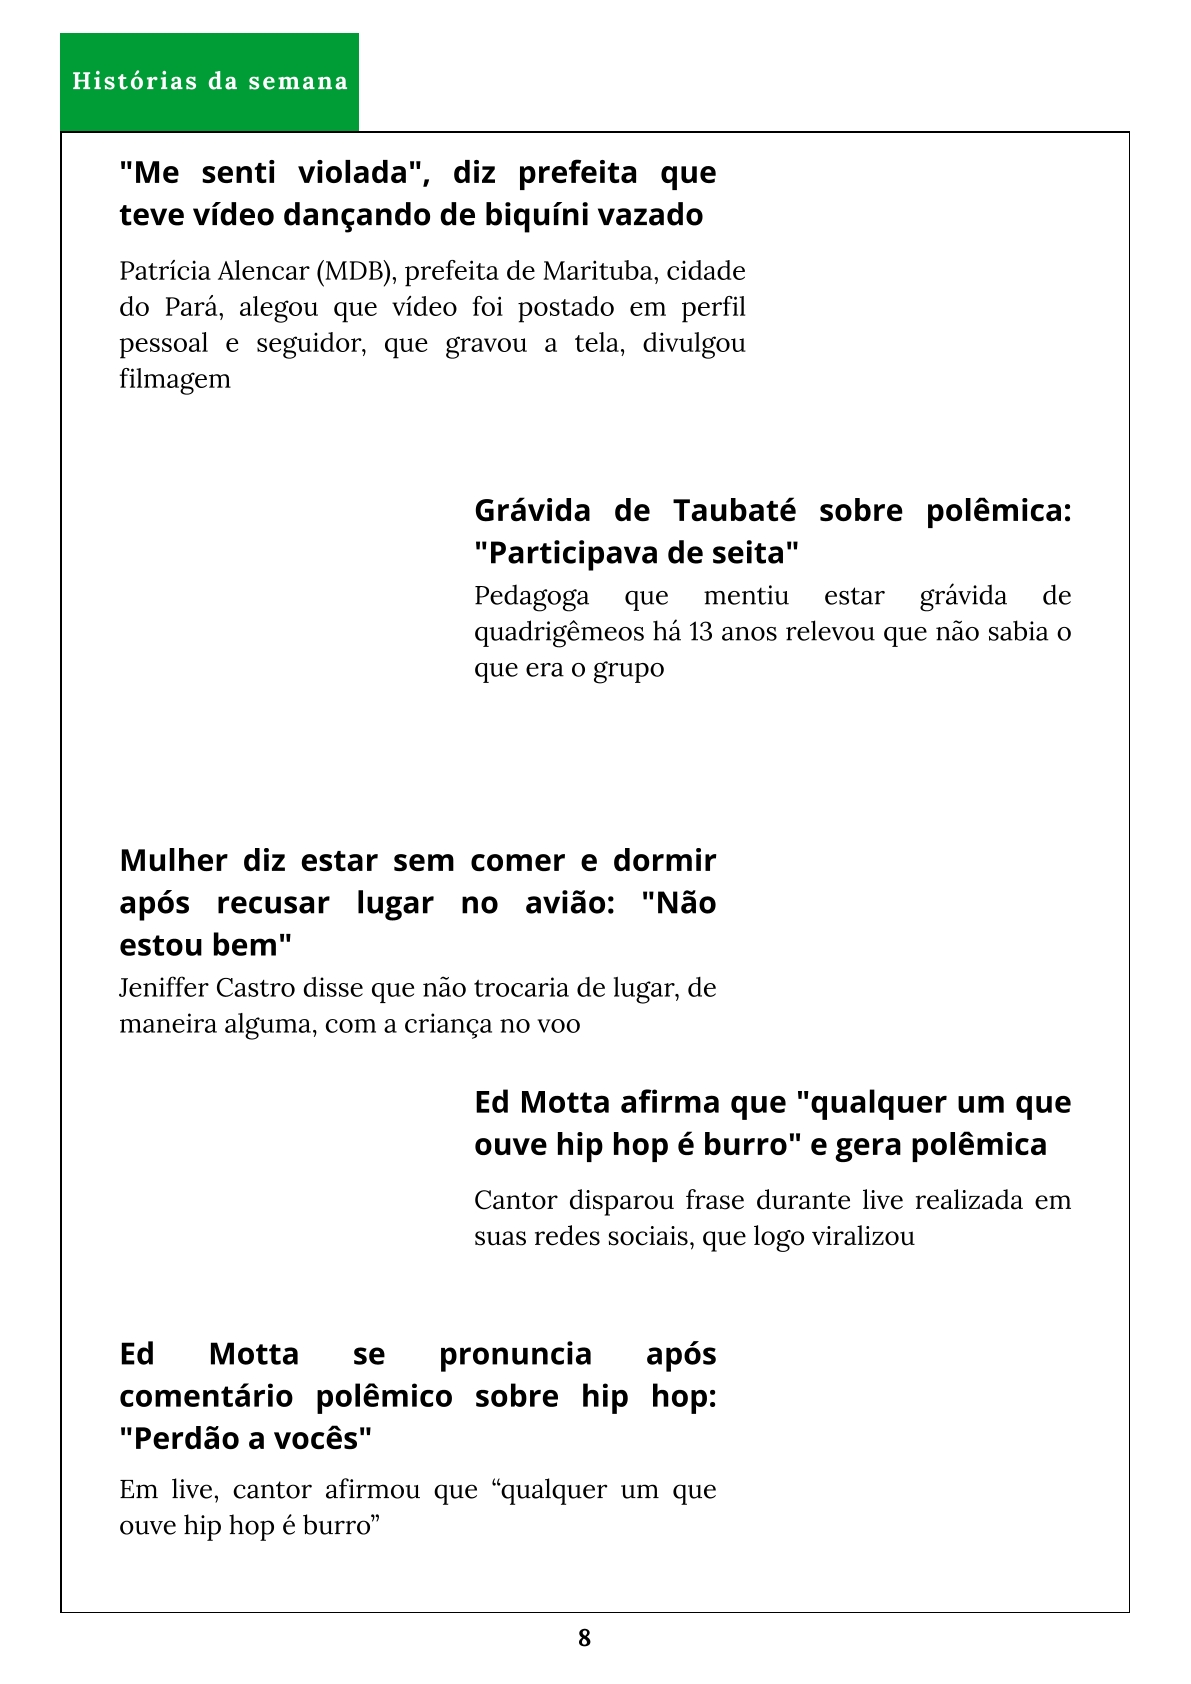 Histórias da semana
"Me senti violada", diz prefeita que
teve vídeo dançando de biquíni vazado
Patrícia Alencar (MDB), prefeita de Marituba, cidade
do Pará, alegou que vídeo foi postado em perfil
pessoal e seguidor, que gravou a tela, divulgou
filmagem
Grávida de Taubaté sobre polêmica:
"Participava de seita"
Pedagoga que mentiu estar grávida de
quadrigêmeos há 13 anos relevou que não sabia o
que era o grupo
Mulher diz estar sem comer e dormir
após recusar lugar no avião: "Não
estou bem"
Jeniffer Castro disse que não trocaria de lugar, de
maneira alguma, com a criança no voo
Ed Motta afirma que "qualquer um que
ouve hip hop é burro" e gera polêmica
Cantor disparou frase durante live realizada em
suas redes sociais, que logo viralizou
Ed Motta se pronuncia após
comentário polêmico sobre hip hop:
"Perdão a vocês"
Em live, cantor afirmou que “qualquer um que
ouve hip hop é burro”
8